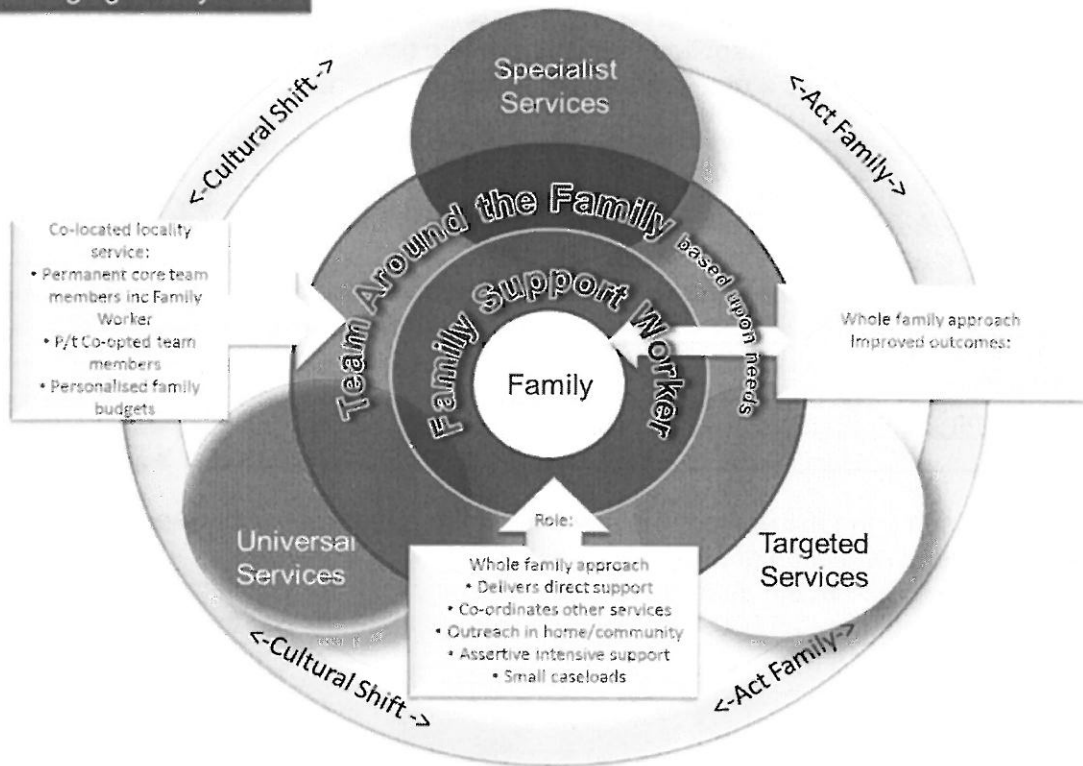 Specialist
Services
<-Cultural Shift ->
<-Act Family->
Team Around the Family based upon needs
Family Support Worker
Family
Co-located locality
service:
• Permanent core team
members inc Family
Worker
• P/t Co-opted team
members
• Personalised family
budgets
Whole family approach
Improved outcomes:
Universal
Services
Targeted
Services
Role:
Whole family approach
• Delivers direct support
• Co-ordinates other services
• Outreach in home/community
• Assertive intensive support
• Small caseloads
<-Cultural Shift ->
<-Act Family->